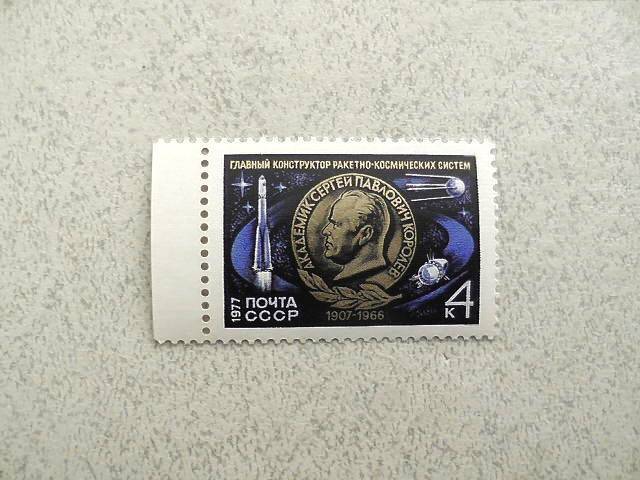 ГЛАВНЫЙ КОНСТРУКТОР РАКЕТНО-КОСМИЧЕСКИХ СИСТЕМ
АКАДЕМИК СЕРГЕЙ ПАВЛОВИЧ КОРОЛЕВ
1907-1966
1977
ПОЧТА
СССР
4
К